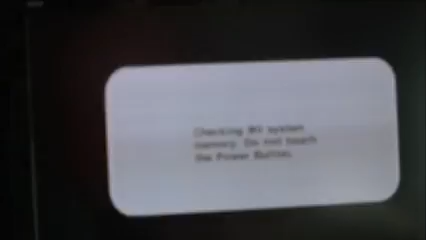 Checking Wii system
memory. Do not touch
the Power Button.